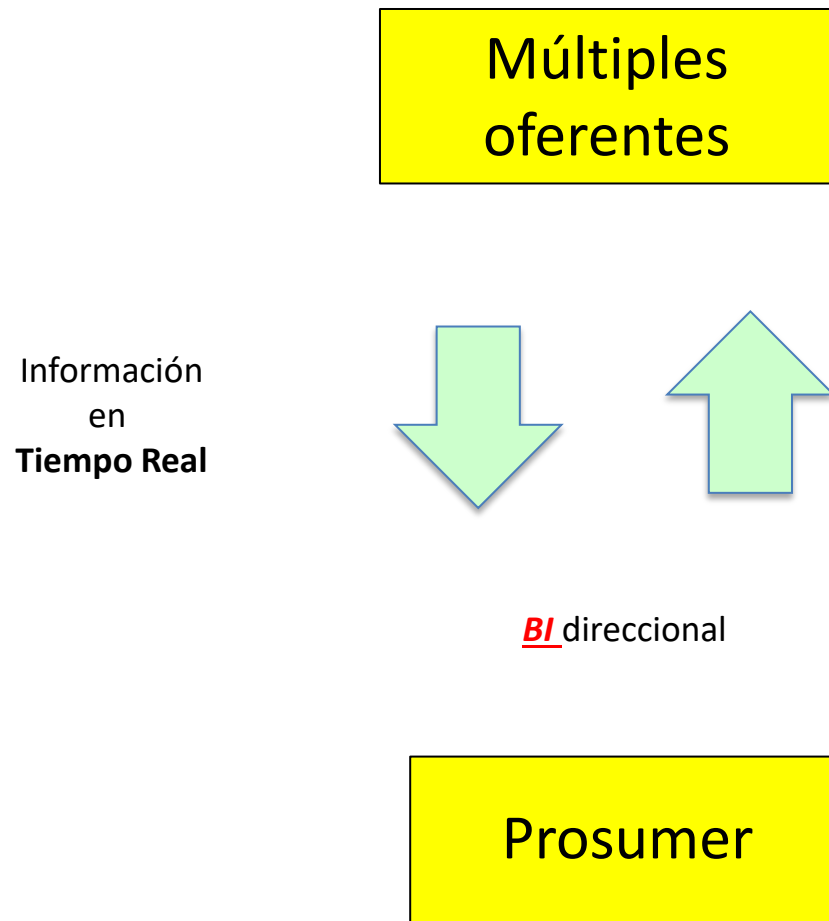 Múltiples
oferentes
Información
en
Tiempo Real
BI direccional
Prosumer